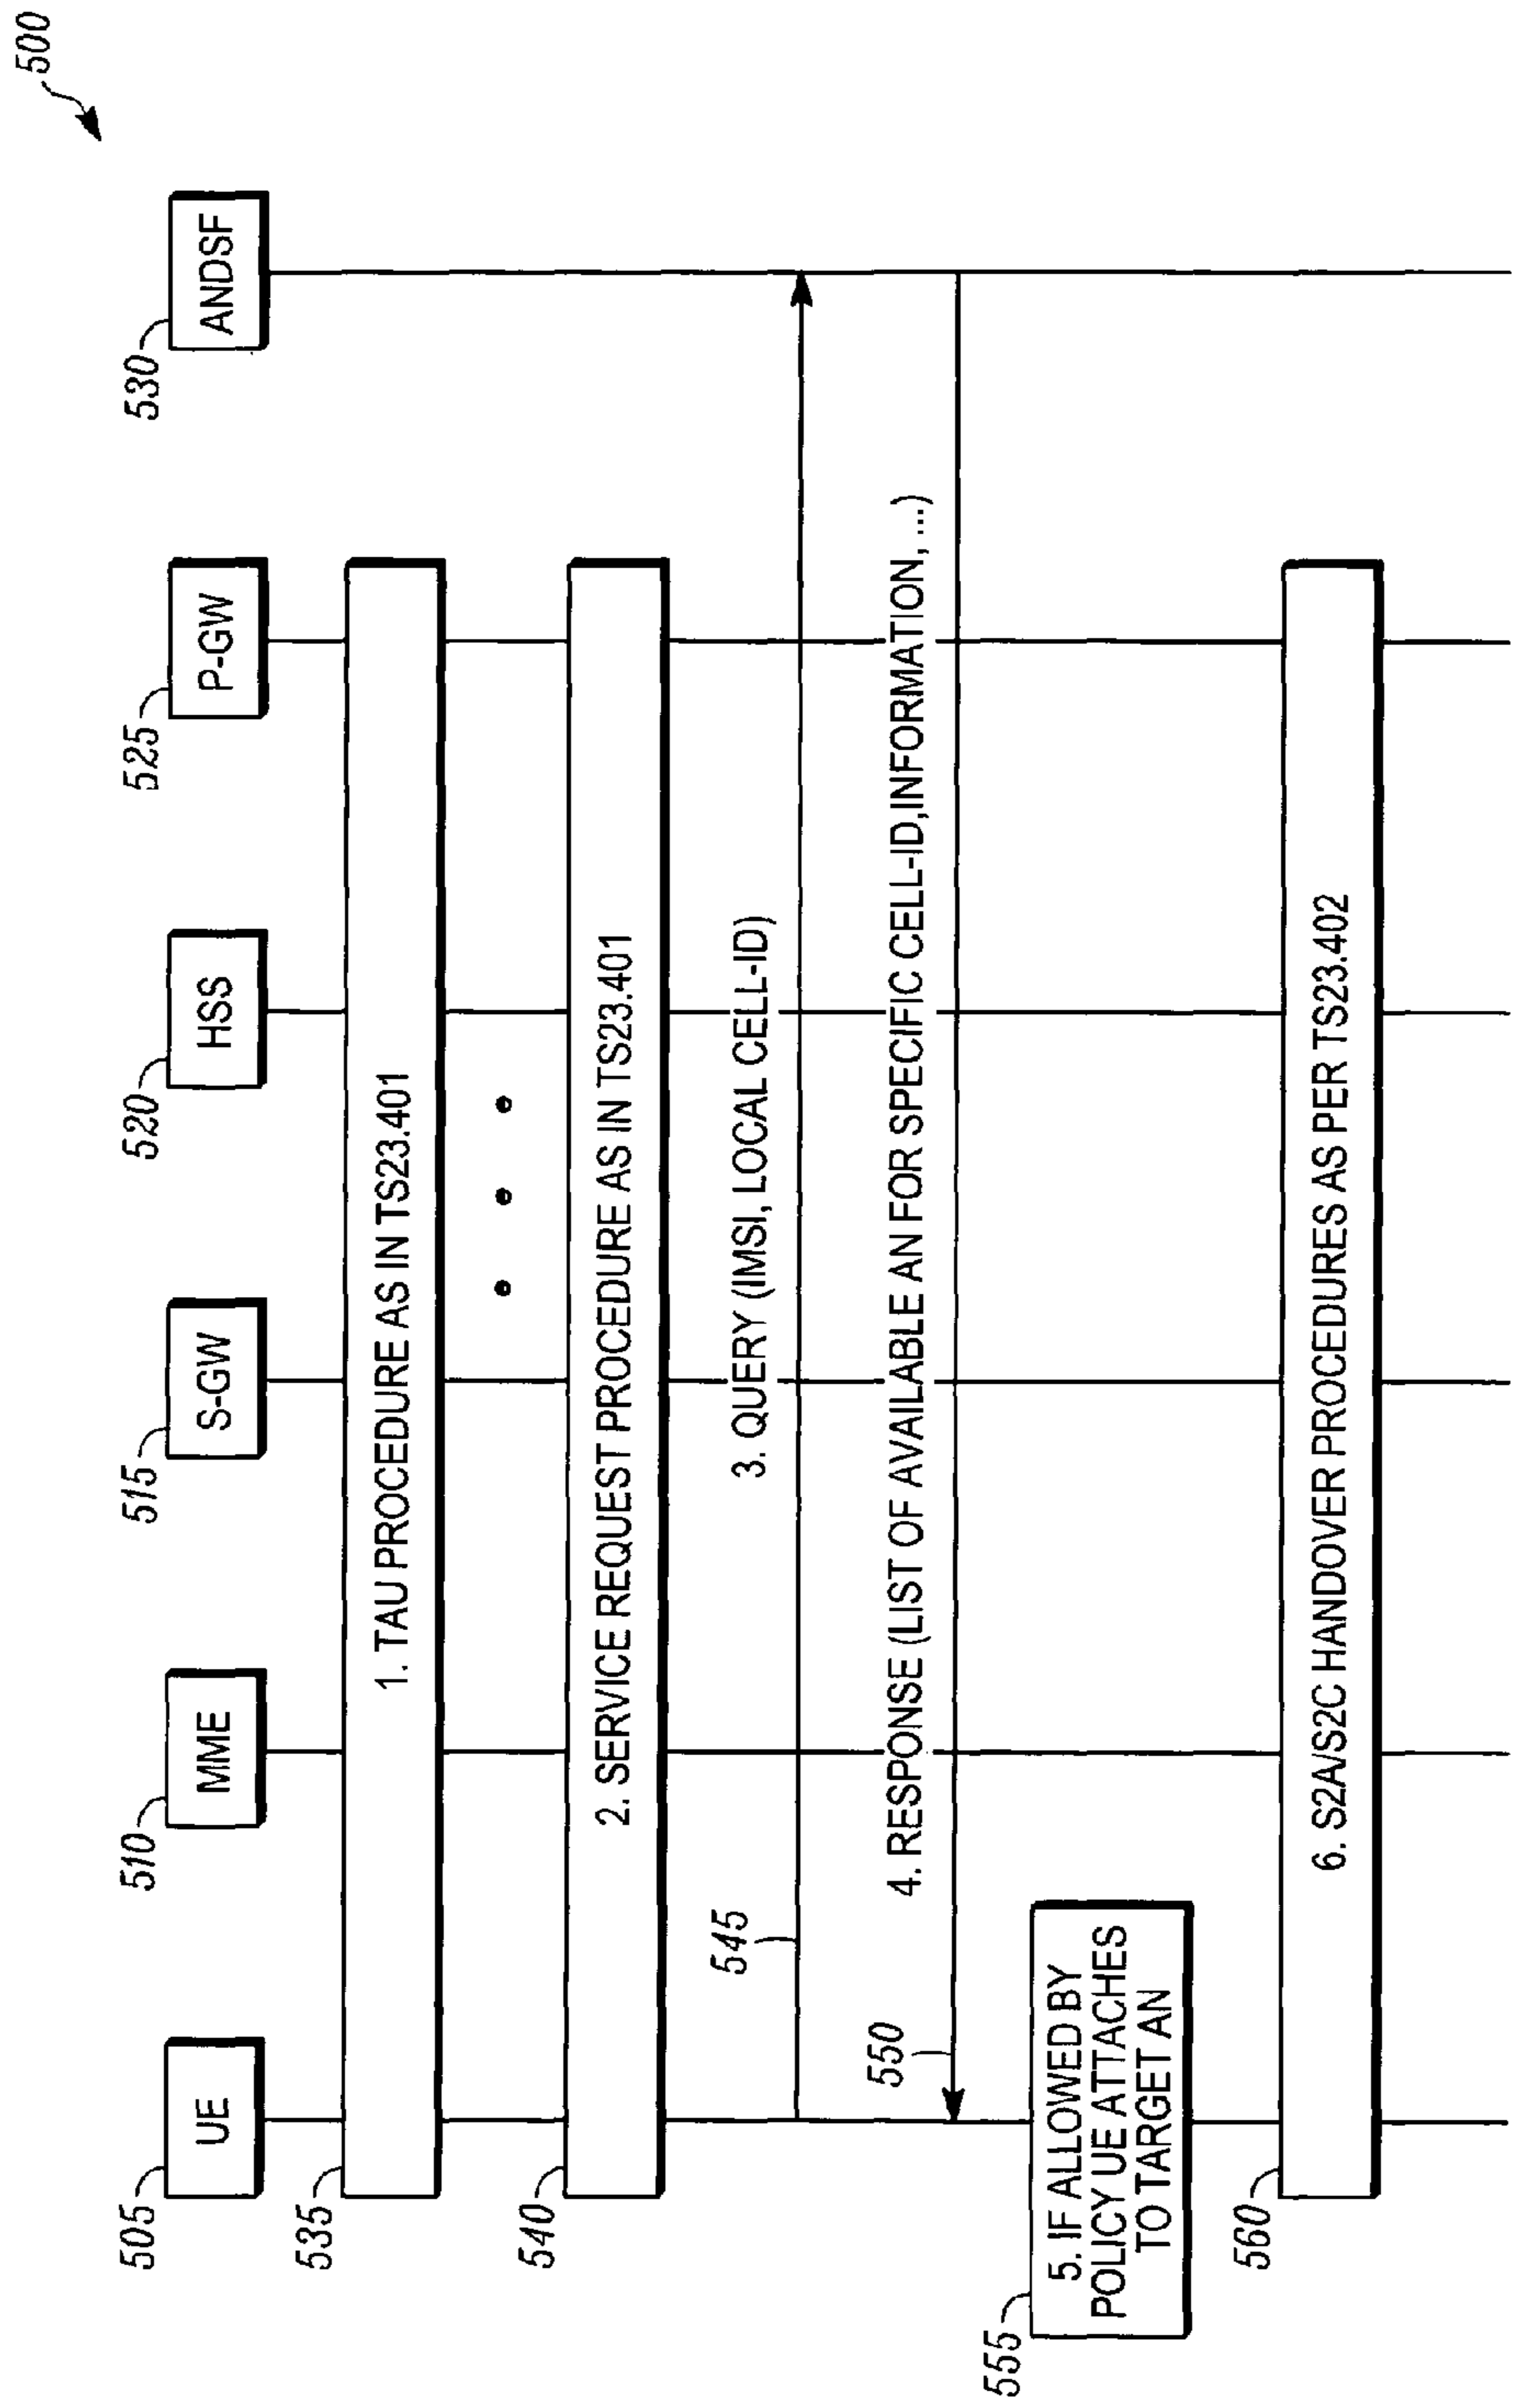 500
505
UE
510
MME
515
S-GW
520
HSS
525
P-GW
530
ANDSF
535
1. TAU PROCEDURE AS IN TS23.401
540
2. SERVICE REQUEST PROCEDURE AS IN TS23.401
3. QUERY (IMSI, LOCAL CELL-ID)
545
4. RESPONSE (LIST OF AVAILABLE AN FOR SPECIFIC CELL-ID,INFORMATION, ...)
550
555
5. IF ALLOWED BY
POLICY UE ATTACHES
TO TARGET AN
560
6. S2A/S2C HANDOVER PROCEDURES AS PER TS23.402